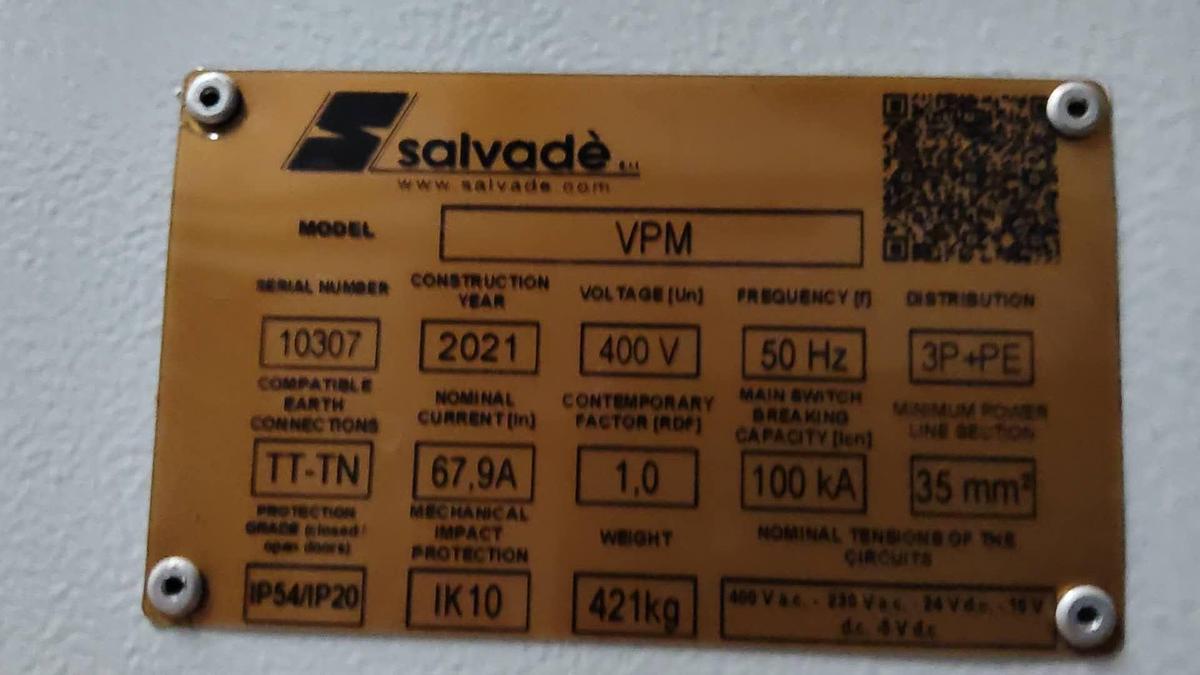 salvadè s.r.l.
www.salvade.com
MODEL VPM
SERIAL NUMBER CONSTRUCTION YEAR VOLTAGE [Un] FREQUENCY [f] DISTRIBUTION
10307 2021 400 V 50 Hz 3P+PE
COMPATIBLE EARTH CONNECTIONS NOMINAL CURRENT [In] CONTEMPORARY FACTOR [RDF] MAIN SWITCH BREAKING CAPACITY [Icn] MINIMUM POWER LINE SECTION
TT-TN 67,9A 1,0 100 kA 35 mm²
PROTECTION GRADE (closed / open doors) MECHANICAL IMPACT PROTECTION WEIGHT NOMINAL TENSIONS OF THE CIRCUITS
IP54/IP20 IK10 421kg 400 V a.c. - 230 V a.c. - 24 V d.c. - 10 V
d.c. -5 V d.c